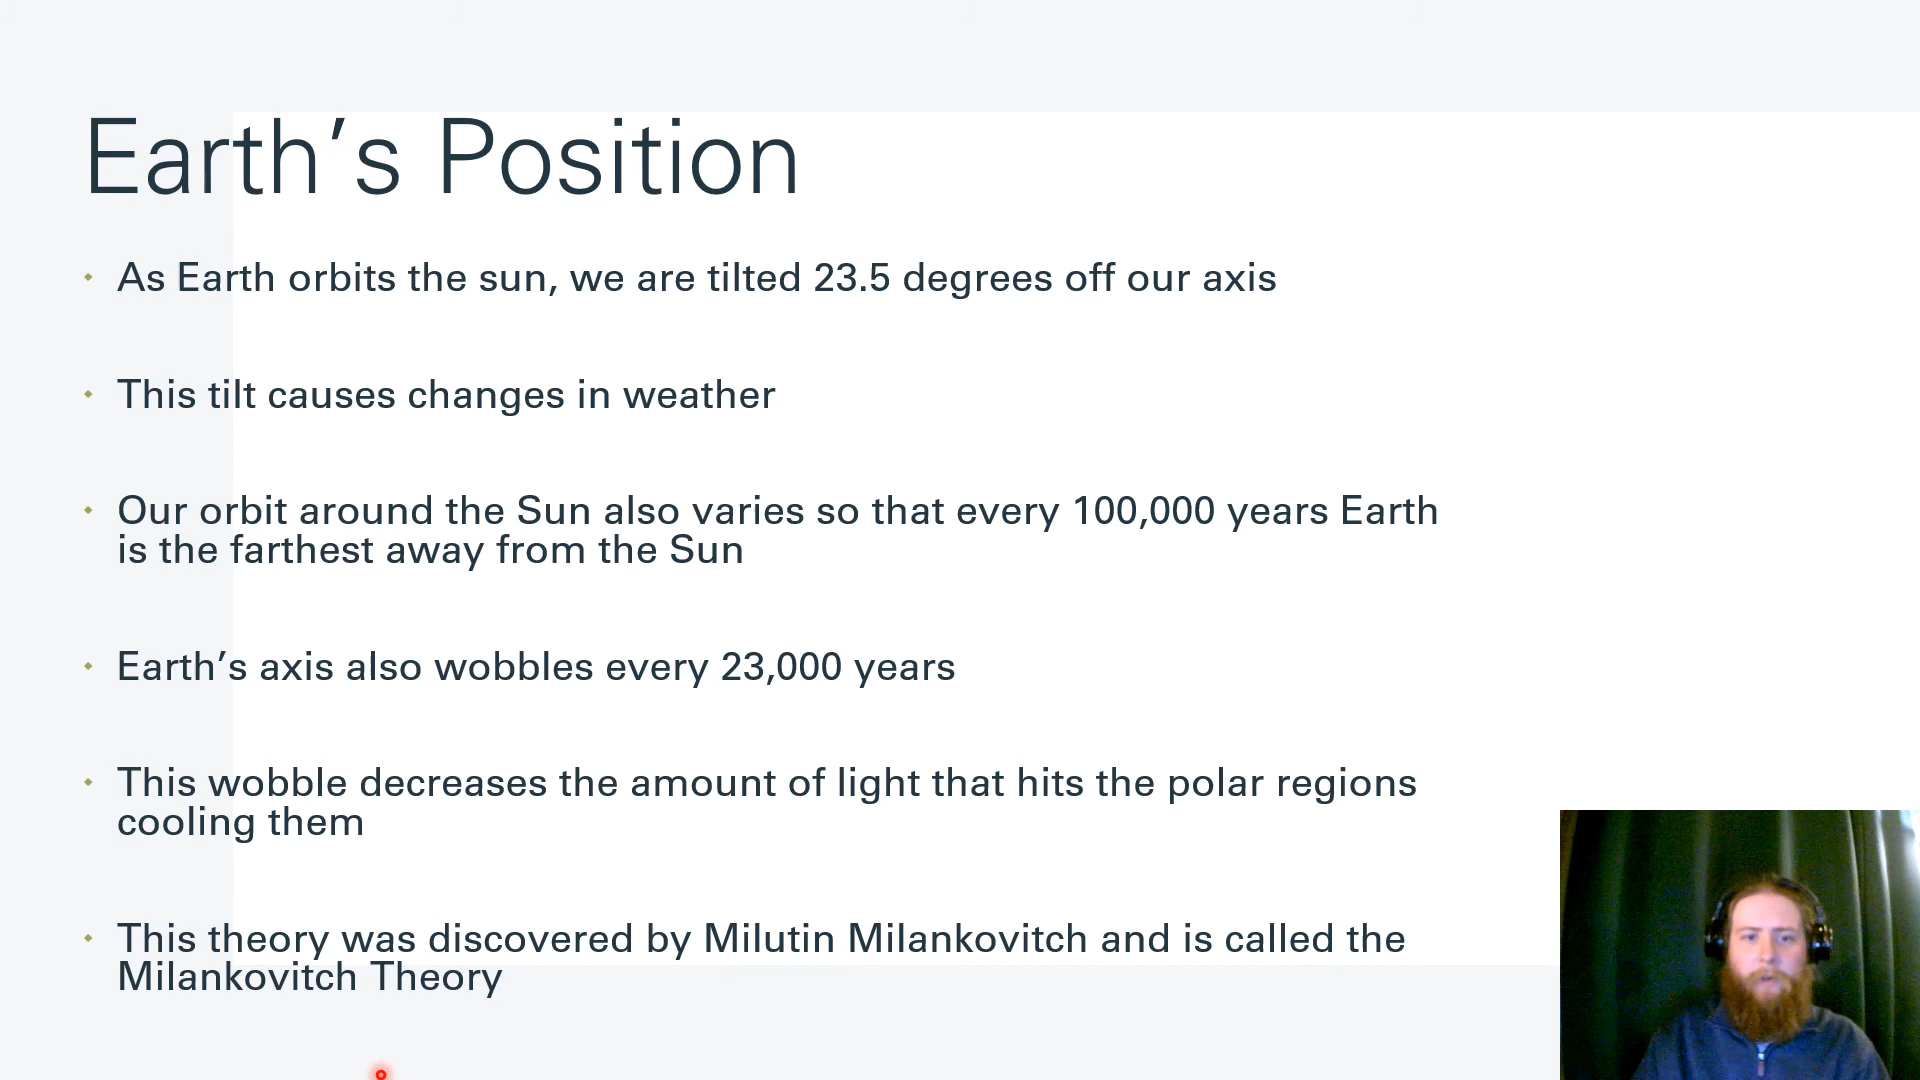 Earth’s Position
As Earth orbits the sun, we are tilted 23.5 degrees off our axis
This tilt causes changes in weather
Our orbit around the Sun also varies so that every 100,000 years Earth
is the farthest away from the Sun
Earth’s axis also wobbles every 23,000 years
This wobble decreases the amount of light that hits the polar regions
cooling them
This theory was discovered by Milutin Milankovitch and is called the
Milankovitch Theory